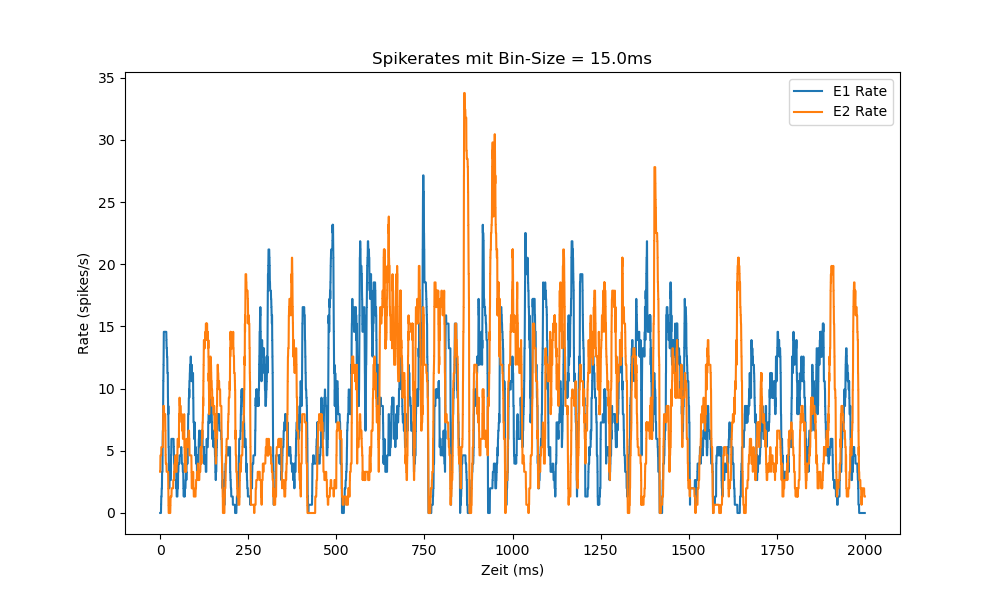 Spikerates mit Bin-Size = 15.0ms
E1 Rate
E2 Rate
Rate (spikes/s)
35
30
25
20
15
10
5
0
0 250 500 750 1000 1250 1500 1750 2000
Zeit (ms)